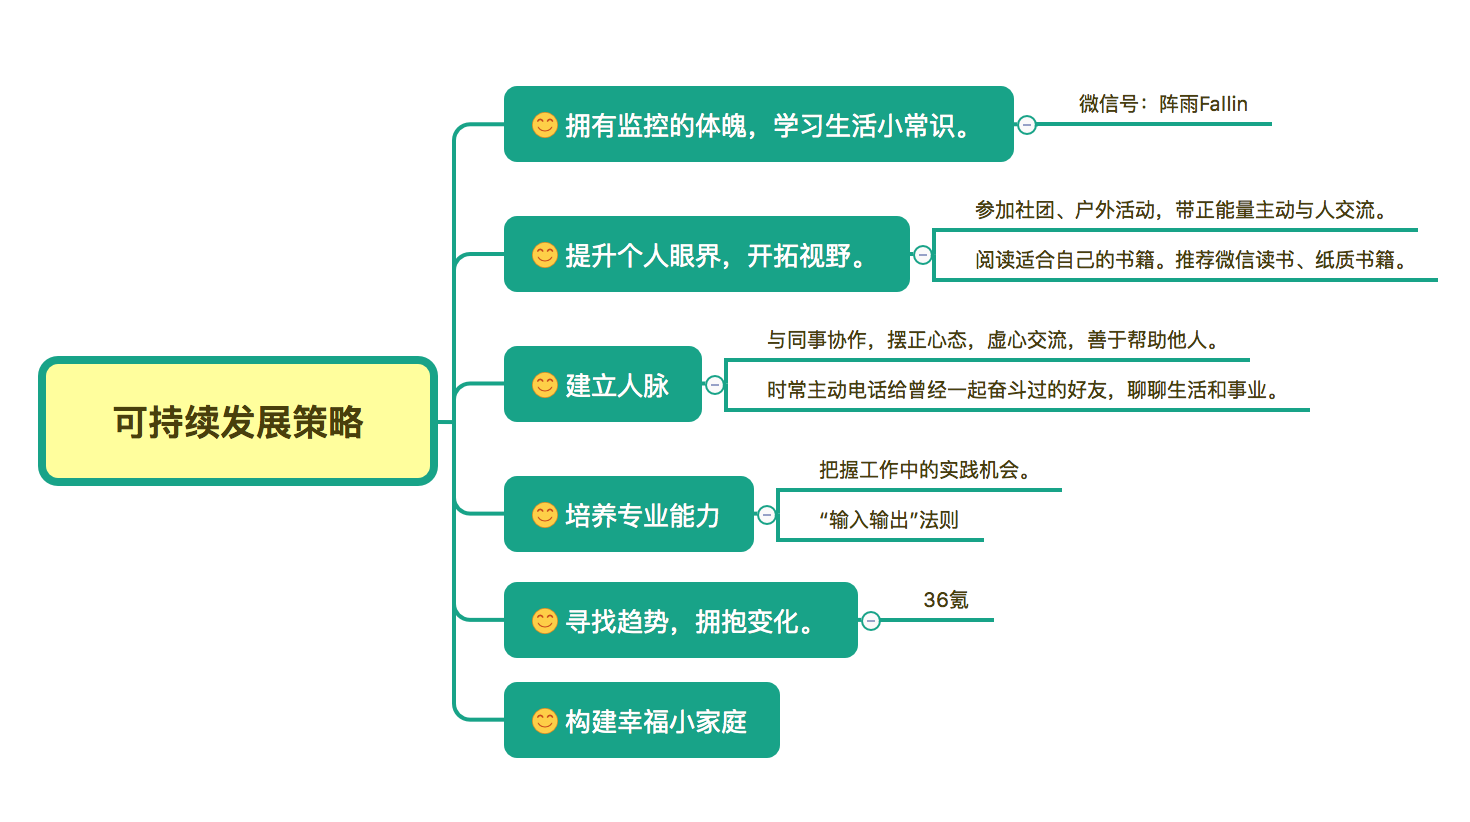 可持续发展策略
😊拥有监控的体魄，学习生活小常识。
微信号：阵雨Fallin
😊提升个人眼界，开拓视野。
参加社团、户外活动，带正能量主动与人交流。
阅读适合自己的书籍。推荐微信读书、纸质书籍。
😊建立人脉
与同事协作，摆正心态，虚心交流，善于帮助他人。
时常主动电话给曾经一起奋斗过的好友，聊聊生活和事业。
😊培养专业能力
把握工作中的实践机会。
“输入输出”法则
😊寻找趋势，拥抱变化。
36氪
😊构建幸福小家庭